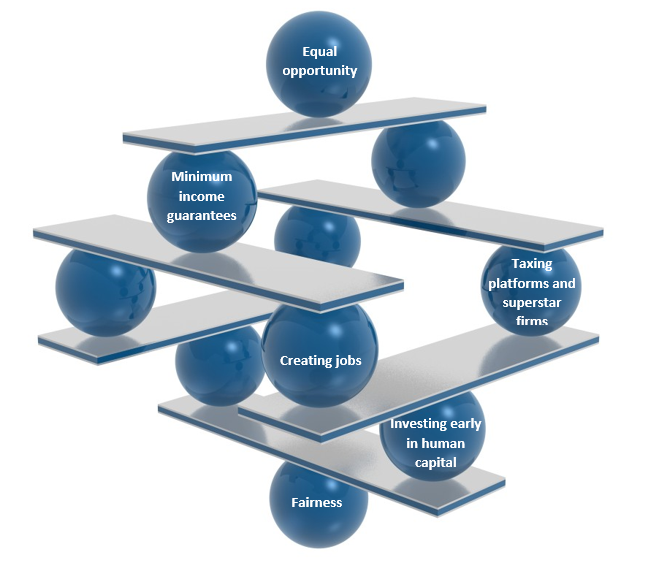 Equal
opportunity
Minimum
income
guarantees
Taxing
platforms and
superstar
firms
Creating jobs
Investing early
in human
capital
Fairness